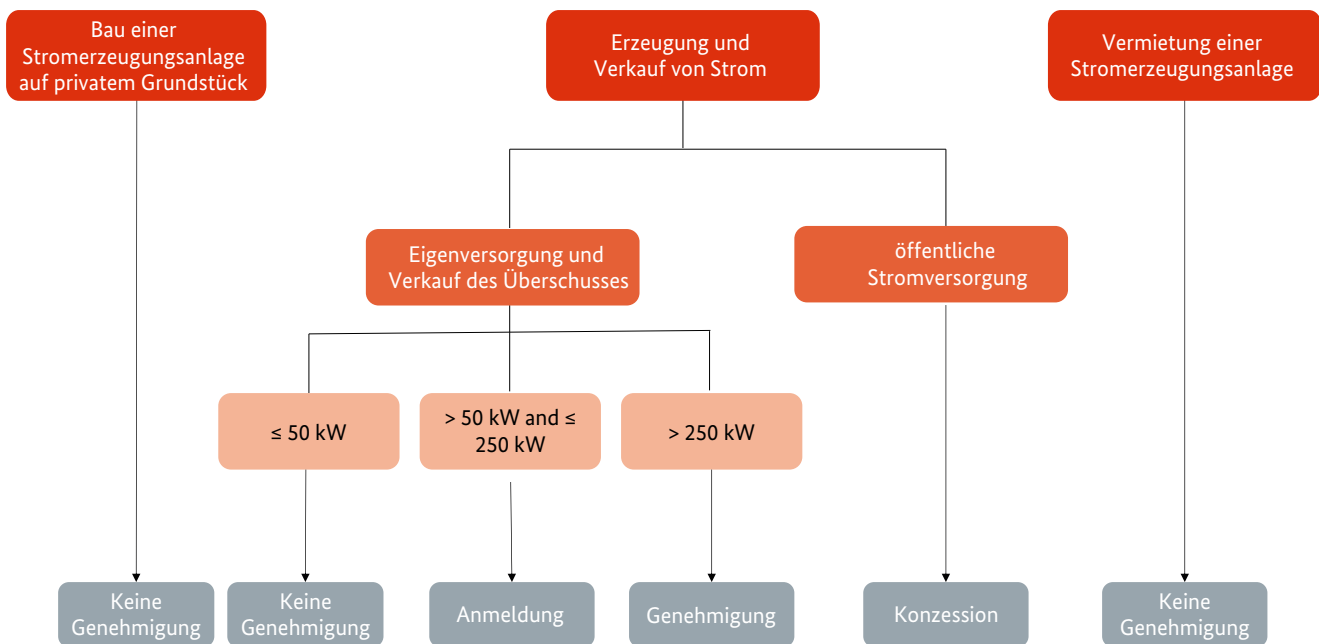 Bau einer
Stromerzeugungsanlage
auf privatem Grundstück
Erzeugung und
Verkauf von Strom
Vermietung einer
Stromerzeugungsanlage
Eigenversorgung und
Verkauf des Überschusses
öffentliche
Stromversorgung
≤ 50 kW
> 50 kW and ≤
250 kW
> 250 kW
Keine
Genehmigung
Keine
Genehmigung
Anmeldung
Genehmigung
Konzession
Keine
Genehmigung